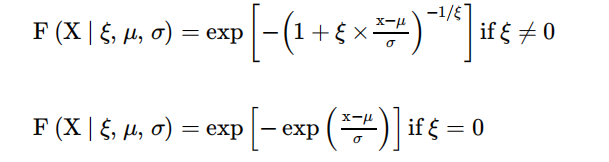 F (X | ξ, μ, σ) = exp [−(1 + ξ × (x−μ)/σ)^(−1/ξ)] if ξ ≠ 0
F (X | ξ, μ, σ) = exp [− exp ((x−μ)/σ)] if ξ = 0